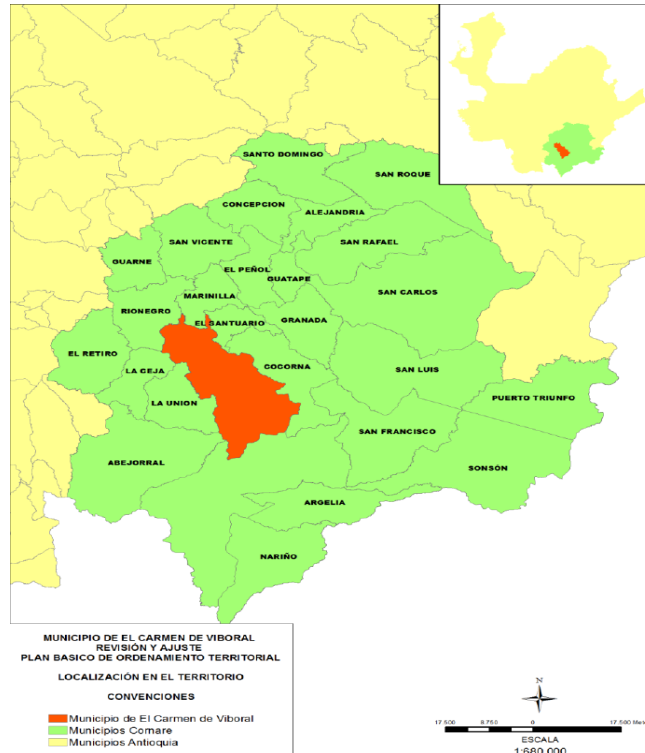 SANTO DOMINGO
SAN ROQUE
CONCEPCION
ALEJANDRIA
SAN VICENTE
SAN RAFAEL
GUARNE
EL PEÑOL
GUATAPE
SAN CARLOS
MARINILLA
RIONEGRO
EL SANTUARIO
GRANADA
EL RETIRO
LA CEJA
COCORNA
SAN LUIS
PUERTO TRIUNFO
LA UNION
SAN FRANCISCO
ABEJORRAL
SONSÓN
ARGELIA
NARIÑO
MUNICIPIO DE EL CARMEN DE VIBORAL
REVISIÓN Y AJUSTE
PLAN BASICO DE ORDENAMIENTO TERRITORIAL
LOCALIZACIÓN EN EL TERRITORIO
CONVENCIONES
Municipio de El Carmen de Viboral
Municipios Cornare
Municipios Antioquia
N
17.500 8.750 0 17.500 Met
ESCALA
1:680.000